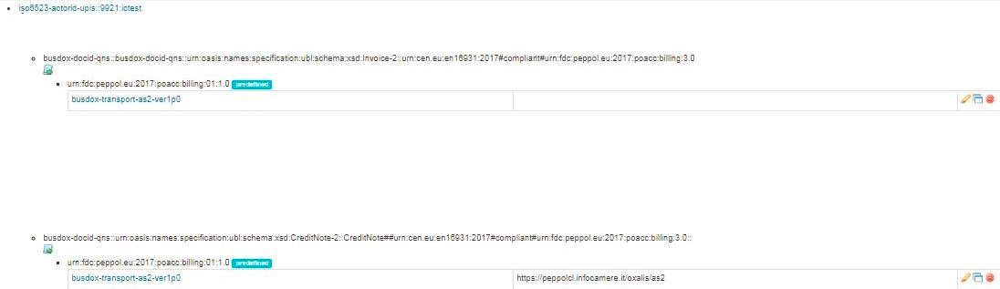 iso6523-actorid-upis::9921:ictest
busdox-docid-qns::busdox-docid-qns::urn:oasis:names:specification:ubl:schema:xsd:Invoice-2::urn:cen.eu:en16931:2017#compliant#urn:fdc:peppol.eu:2017:poacc:billing:3.0
urn:fdc:peppol.eu:2017:poacc:billing:01:1.0 predefined
busdox-transport-as2-ver1p0
busdox-docid-qns::urn:oasis:names:specification:ubl:schema:xsd:CreditNote-2::CreditNote##urn:cen.eu:en16931:2017#compliant#urn:fdc:peppol.eu:2017:poacc:billing:3.0::
urn:fdc:peppol.eu:2017:poacc:billing:01:1.0 predefined
busdox-transport-as2-ver1p0 https://peppolcl.infocamere.it/oxalis/as2